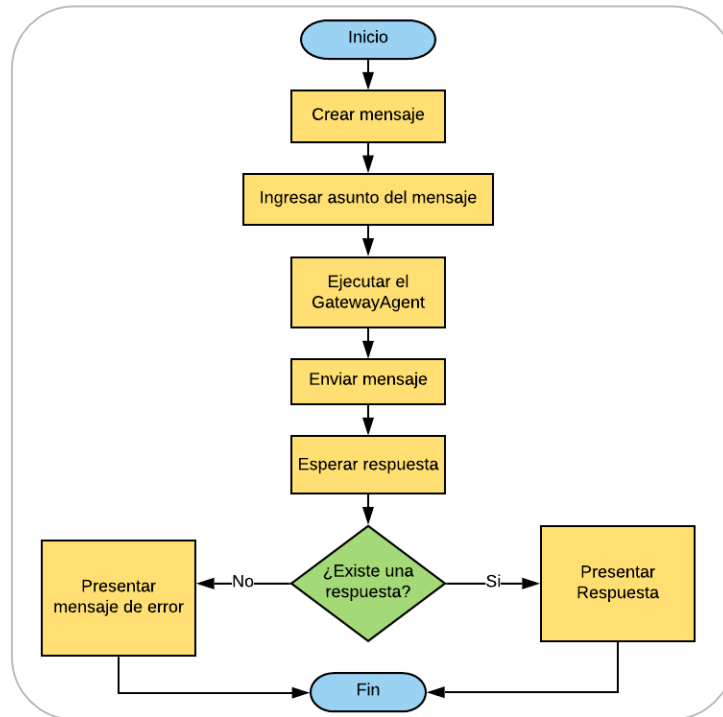 Inicio
Crear mensaje
Ingresar asunto del mensaje
Ejecutar el
GatewayAgent
Enviar mensaje
Esperar respuesta
¿Existe una
respuesta?
No
Si
Presentar
mensaje de error
Presentar
Respuesta
Fin